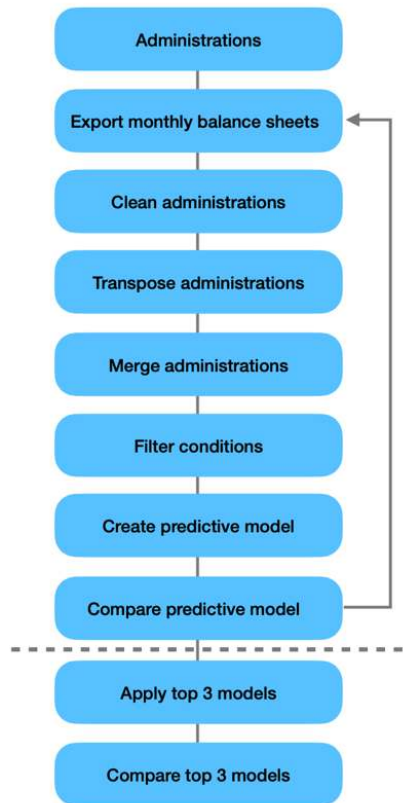 Administrations
Export monthly balance sheets
Clean administrations
Transpose administrations
Merge administrations
Filter conditions
Create predictive model
Compare predictive model
Apply top 3 models
Compare top 3 models